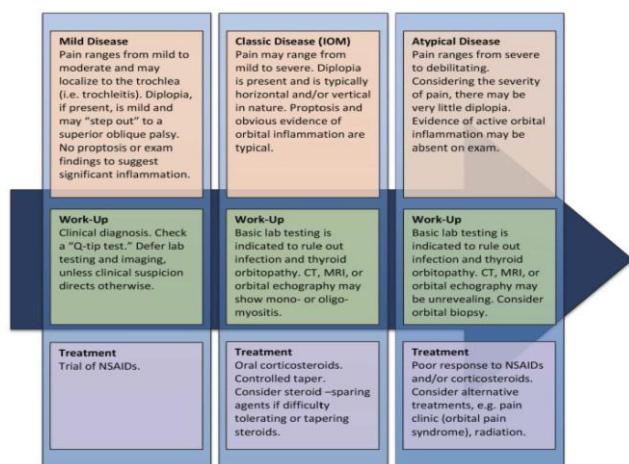 Mild Disease
Pain ranges from mild to
moderate and may
localize to the trochlea
(i.e. trochleitis). Diplopia,
if present, is mild and
may “step out” to a
superior oblique palsy.
No proptosis or exam
findings to suggest
significant inflammation.
Work-Up
Clinical diagnosis. Check
a “Q-tip test.” Defer lab
testing and imaging,
unless clinical suspicion
directs otherwise.
Treatment
Trial of NSAIDs.
Classic Disease (IOM)
Pain may range from
mild to severe. Diplopia
is present and is typically
horizontal and/or vertical
in nature. Proptosis and
obvious evidence of
orbital inflammation are
typical.
Work-Up
Basic lab testing is
indicated to rule out
infection and thyroid
orbitopathy. CT, MRI, or
orbital echography may
show mono- or oligo-
myositis.
Treatment
Oral corticosteroids.
Controlled taper.
Consider steroid –sparing
agents if difficulty
tolerating or tapering
steroids.
Atypical Disease
Pain ranges from severe
to debilitating.
Considering the severity
of pain, there may be
very little diplopia.
Evidence of active orbital
inflammation may be
absent on exam.
Work-Up
Basic lab testing is
indicated to rule out
infection and thyroid
orbitopathy. CT, MRI, or
orbital echography may
be unrevealing. Consider
orbital biopsy.
Treatment
Poor response to NSAIDs
and/or corticosteroids.
Consider alternative
treatments, e.g. pain
clinic (orbital pain
syndrome), radiation.